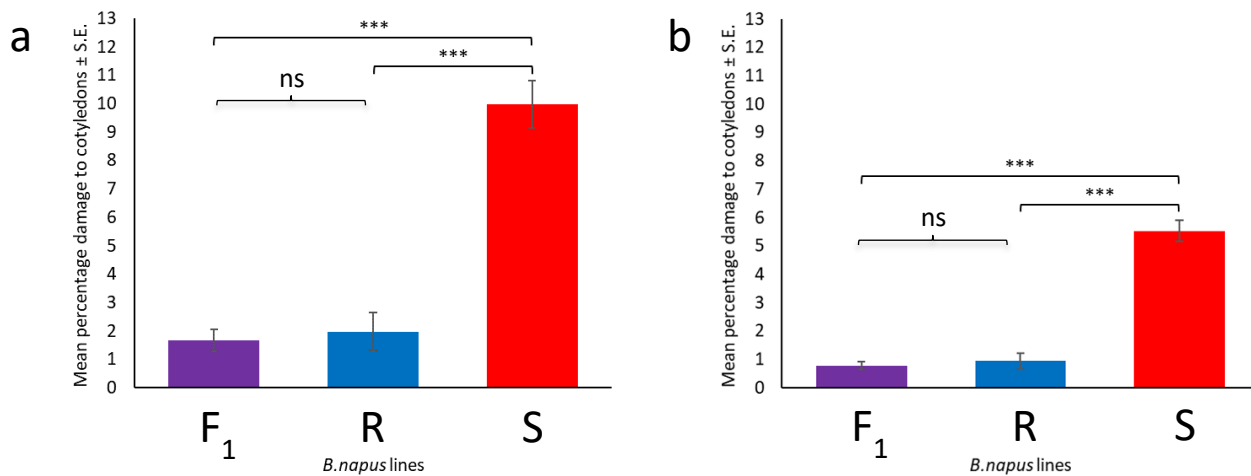 a
Mean percentage damage to cotyledons ± S.E.
13
12
11
10
9
8
7
6
5
4
3
2
1
0
***
***
ns
F1
R
S
B.napus lines
b
Mean percentage damage to cotyledons ± S.E.
13
12
11
10
9
8
7
6
5
4
3
2
1
0
***
***
ns
F1
R
S
B.napus lines